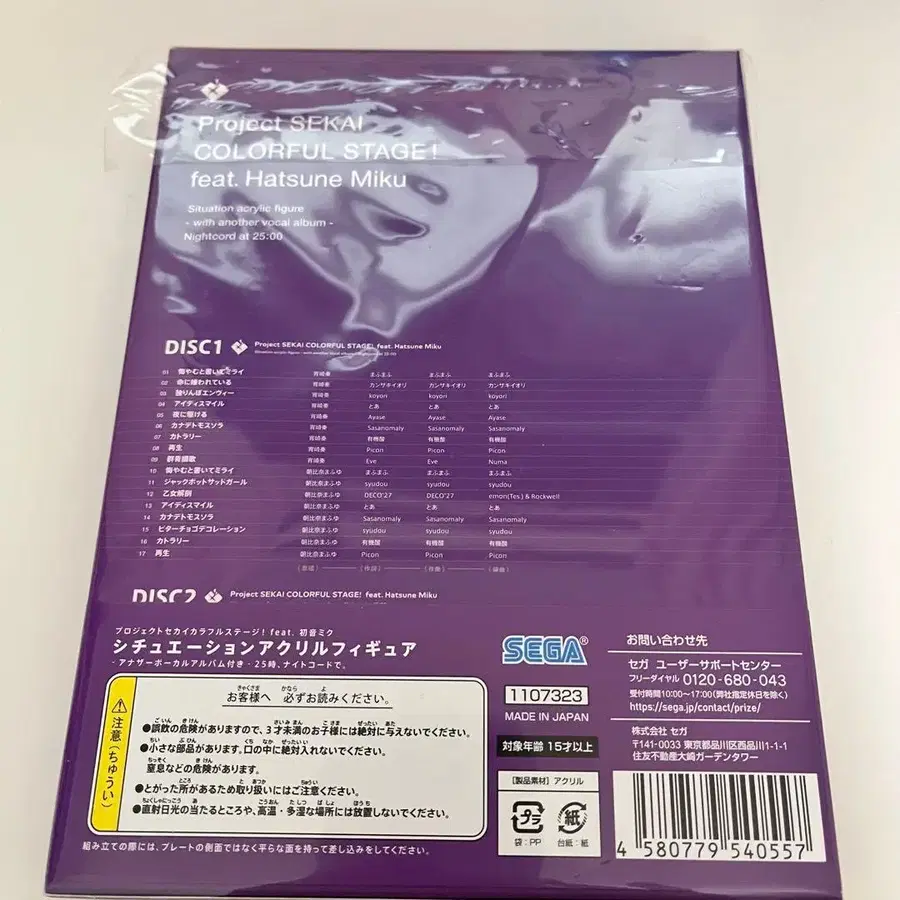 Project SEKAI
COLORFUL STAGE!
feat. Hatsune Miku
Situation acrylic figure
- with another vocal album -
Nightcord at 25:00
DISC1 Project SEKAI COLORFUL STAGE! feat. Hatsune Miku
Situation acrylic figure - with another vocal album - Nightcord at 25:00
01 悔やむと書いてミライ 宵崎奏 まふまふ まふまふ まふまふ
02 命に嫌われている 宵崎奏 カンザキイオリ カンザキイオリ カンザキイオリ
03 独りんぼエンヴィー 宵崎奏 koyori koyori koyori
04 アイディスマイル 宵崎奏 とあ とあ とあ
05 夜に駆ける 宵崎奏 Ayase Ayase Ayase
06 カナデトモスソラ 宵崎奏 Sasanomaly Sasanomaly Sasanomaly
07 カトラリー 宵崎奏 有機酸 有機酸 有機酸
08 再生 宵崎奏 Picon Picon Picon
09 群青讃歌 宵崎奏 Eve Eve Numa
10 悔やむと書いてミライ 朝比奈まふゆ まふまふ まふまふ まふまふ
11 ジャックポットサッドガール 朝比奈まふゆ syudou syudou syudou
12 乙女解剖 朝比奈まふゆ DECO*27 DECO*27 emon(Tes.) & Rockwell
13 アイディスマイル 朝比奈まふゆ とあ とあ とあ
14 カナデトモスソラ 朝比奈まふゆ Sasanomaly Sasanomaly Sasanomaly
15 ビターチョコデコレーション 朝比奈まふゆ syudou syudou syudou
16 カトラリー 朝比奈まふゆ 有機酸 有機酸 有機酸
17 再生 朝比奈まふゆ Picon Picon Picon
(歌唱) (作詞) (作曲) (編曲)
DISC2 Project SEKAI COLORFUL STAGE! feat. Hatsune Miku
プロジェクトセカイカラフルステージ! feat. 初音ミク
シチュエーションアクリルフィギュア
- アナザーボーカルアルバム付き - 25時、ナイトコードで。
⚠注意(ちゅうい)
お客様へ 必ずお読みください。
●誤飲の危険がありますので、3才未満のお子様には絶対に与えないでください。
●小さな部品があります。口の中に絶対入れないでください。
窒息などの危険があります。
●とがった所があるため取り扱いにはご注意ください。
●直射日光の当たるところや、高温・多湿な場所には放置しないでください。
組み立ての際には、プレートの側面ではなく平らな面を持って差し込みをしてください。
SEGA®
1107323
MADE IN JAPAN
対象年齢 15才以上
【製品素材】アクリル
プラ
袋:PP
紙
台紙:紙
お問い合わせ先
セガ ユーザーサポートセンター
フリーダイヤル 0120-680-043
受付時間10:00〜17:00(弊社指定休日を除く)
https://sega.jp/contact/prize/
株式会社 セガ
〒141-0033 東京都品川区西品川1-1-1
住友不動産大崎ガーデンタワー
4 580779 540557